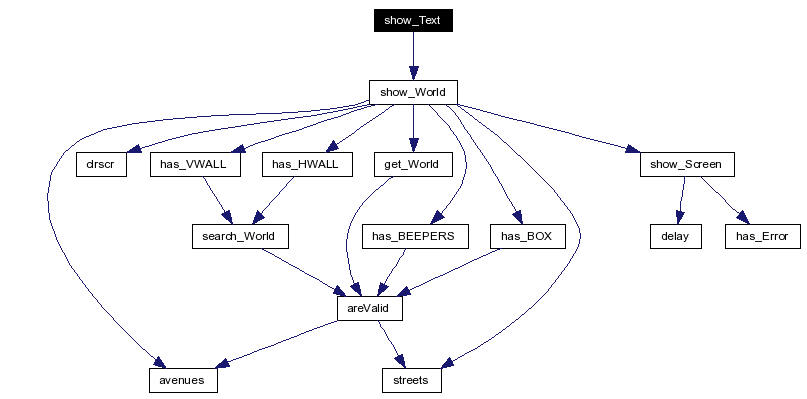 show_Text
show_World
clrscr
has_VWALL
has_HWALL
get_World
show_Screen
search_World
has_BEEPERS
has_BOX
delay
has_Error
areValid
avenues
streets